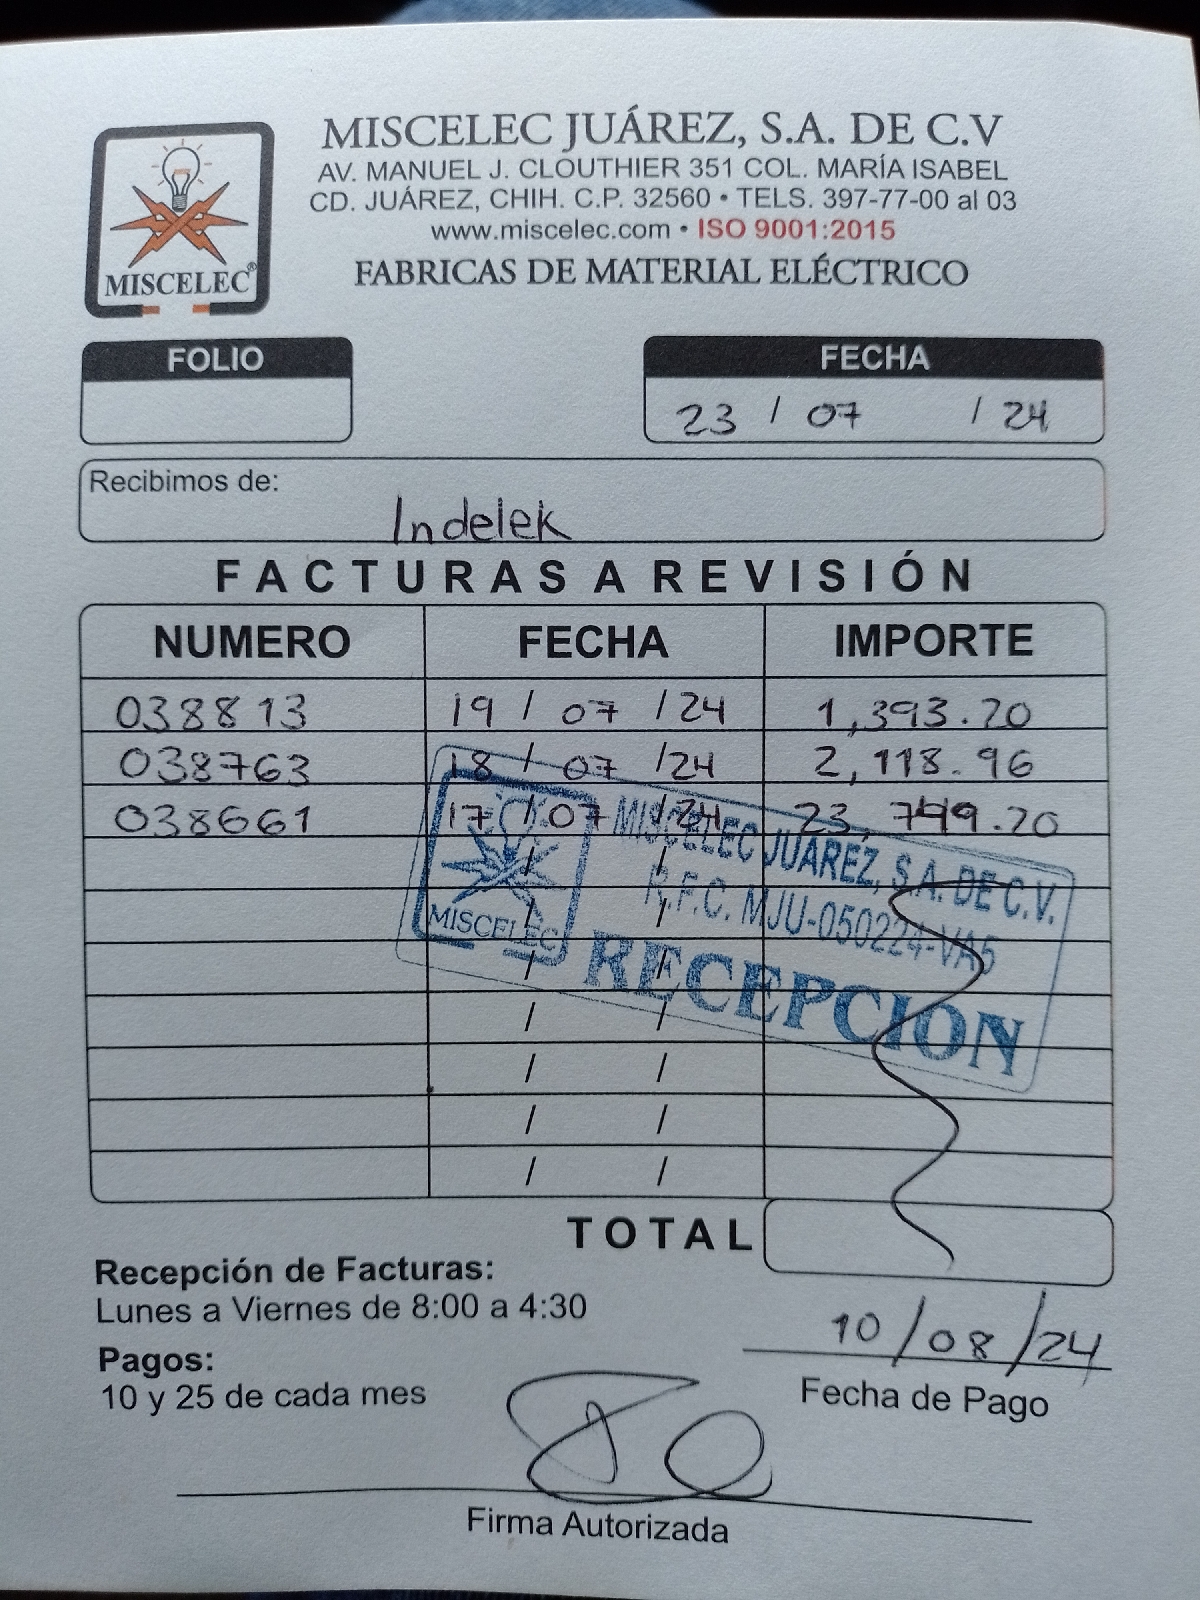 MISCELEC JUÁREZ, S.A. DE C.V
AV. MANUEL J. CLOUTHIER 351 COL. MARÍA ISABEL
CD. JUÁREZ, CHIH. C.P. 32560 • TELS. 397-77-00 al 03
www.miscelec.com • ISO 9001:2015
FABRICAS DE MATERIAL ELÉCTRICO
MISCELEC®
FOLIO
FECHA
23 / 07 / 24
Recibimos de:
Indelek
FACTURAS A REVISIÓN
NUMERO FECHA IMPORTE
038813 19 / 07 / 24 1,393.20
038763 18 / 07 / 24 2,118.96
038661 17 / 07 / 24 23,749.20
/ /
/ /
/ /
/ /
/ /
/ /
/ /
MISCELEC JUAREZ, S.A. DE C.V.
R.F.C. MJU-050224-VA5
MISCELEC
RECEPCION
TOTAL
Recepción de Facturas:
Lunes a Viernes de 8:00 a 4:30
10/08/24
Pagos:
10 y 25 de cada mes
Fecha de Pago
Firma Autorizada